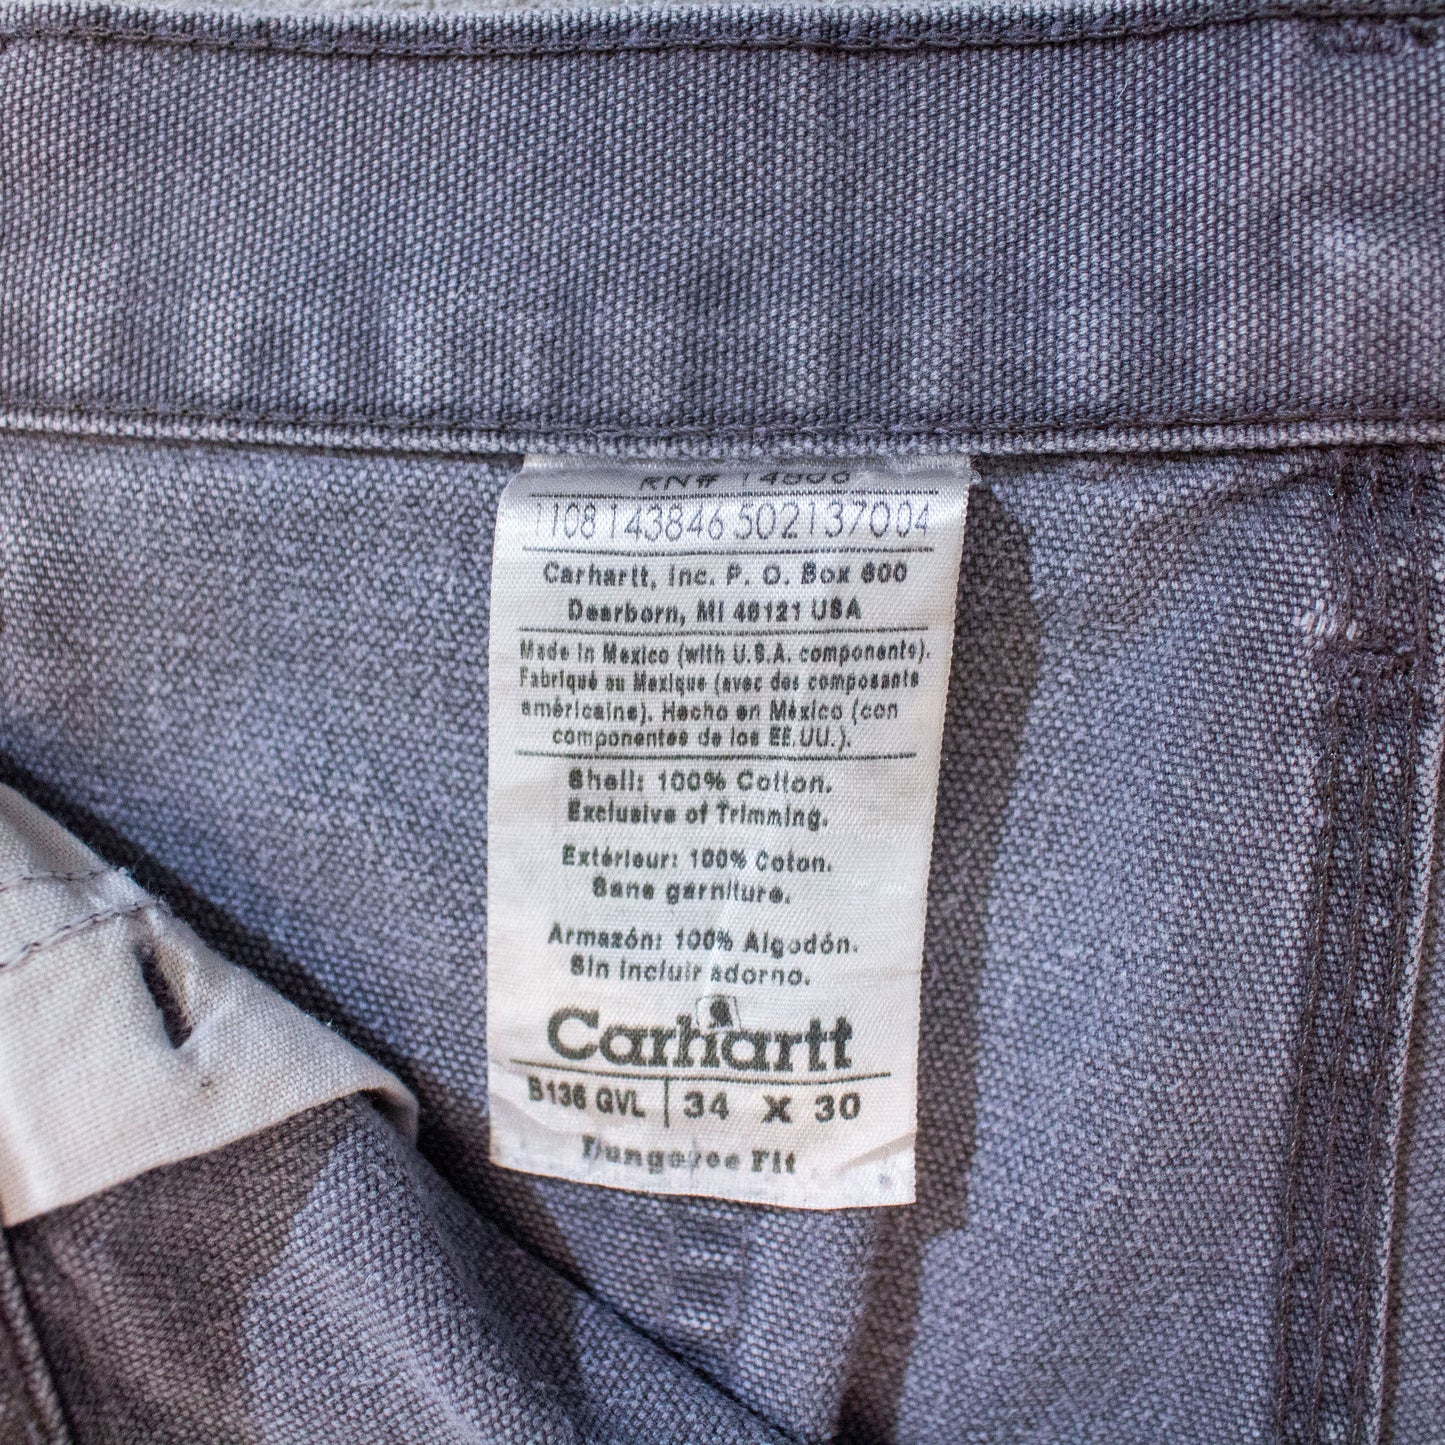 RN# 14806
1108 143846 502137004
Carhartt, Inc. P. O. Box 600
Dearborn, MI 48121 USA
Made in Mexico (with U.S.A. components).
Fabriqué au Mexique (avec des composants
américains). Hecho en México (con
componentes de los EE.UU.).
Shell: 100% Cotton.
Exclusive of Trimming.
Extérieur: 100% Coton.
Sans garniture.
Armazón: 100% Algodón.
Sin incluir adorno.
Carhartt
B136 GVL | 34 X 30
Dungaree Fit